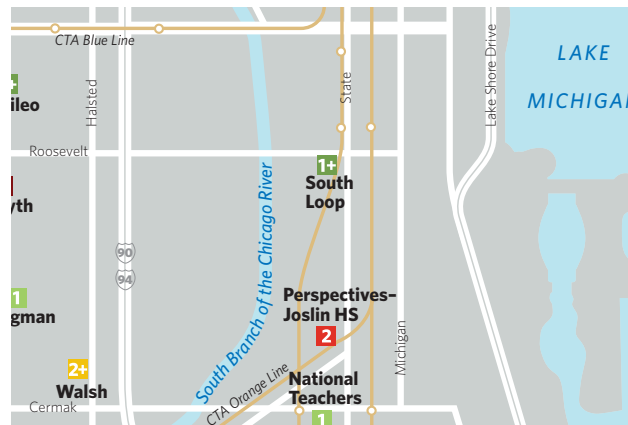 CTA Blue Line
LAKE
MICHIGAN
Halsted
State
Lake Shore Drive
ileo
Roosevelt
1+
South
Loop
yth
South Branch of the Chicago River
90
94
1
gman
Perspectives–
Joslin HS
2
Michigan
2+
Walsh
CTA Orange Line
National
Teachers
1
Cermak